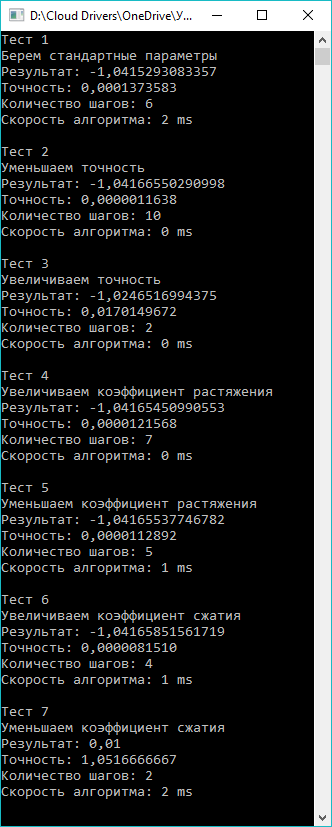 D:\Cloud Drivers\OneDrive\У...
Тест 1
Берем стандартные параметры
Результат: -1,0415293083357
Точность: 0,0001373583
Количество шагов: 6
Скорость алгоритма: 2 ms
Тест 2
Уменьшаем точность
Результат: -1,04166550290998
Точность: 0,0000011638
Количество шагов: 10
Скорость алгоритма: 0 ms
Тест 3
Увеличиваем точность
Результат: -1,0246516994375
Точность: 0,0170149672
Количество шагов: 2
Скорость алгоритма: 0 ms
Тест 4
Увеличиваем коэффициент растяжения
Результат: -1,04165450990553
Точность: 0,0000121568
Количество шагов: 7
Скорость алгоритма: 0 ms
Тест 5
Уменьшаем коэффициент растяжения
Результат: -1,04165537746782
Точность: 0,0000112892
Количество шагов: 5
Скорость алгоритма: 1 ms
Тест 6
Увеличиваем коэффициент сжатия
Результат: -1,04165851561719
Точность: 0,0000081510
Количество шагов: 4
Скорость алгоритма: 1 ms
Тест 7
Уменьшаем коэффициент сжатия
Результат: 0,01
Точность: 1,0516666667
Количество шагов: 2
Скорость алгоритма: 2 ms